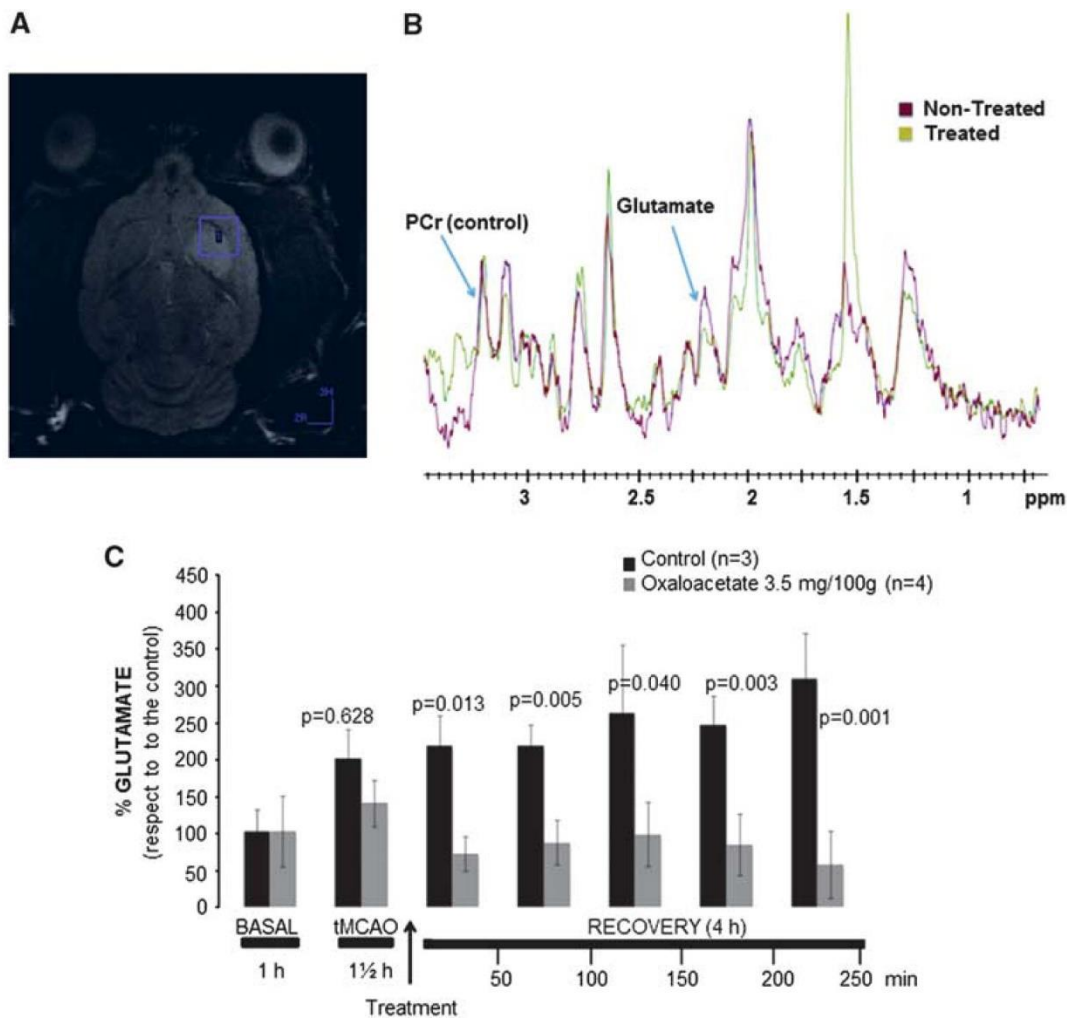 A
B
Non-Treated
Treated
PCr (control)
Glutamate
3 2.5 2 1.5 1 ppm
C
Control (n=3)
Oxaloacetate 3.5 mg/100g (n=4)
% GLUTAMATE
(respect to to the control)
450
400
350
300
250
200
150
100
50
0
p=0.628
p=0.013
p=0.005
p=0.040
p=0.003
p=0.001
BASAL tMCAO RECOVERY (4 h)
1 h 1½ h 50 100 150 200 250 min
Treatment